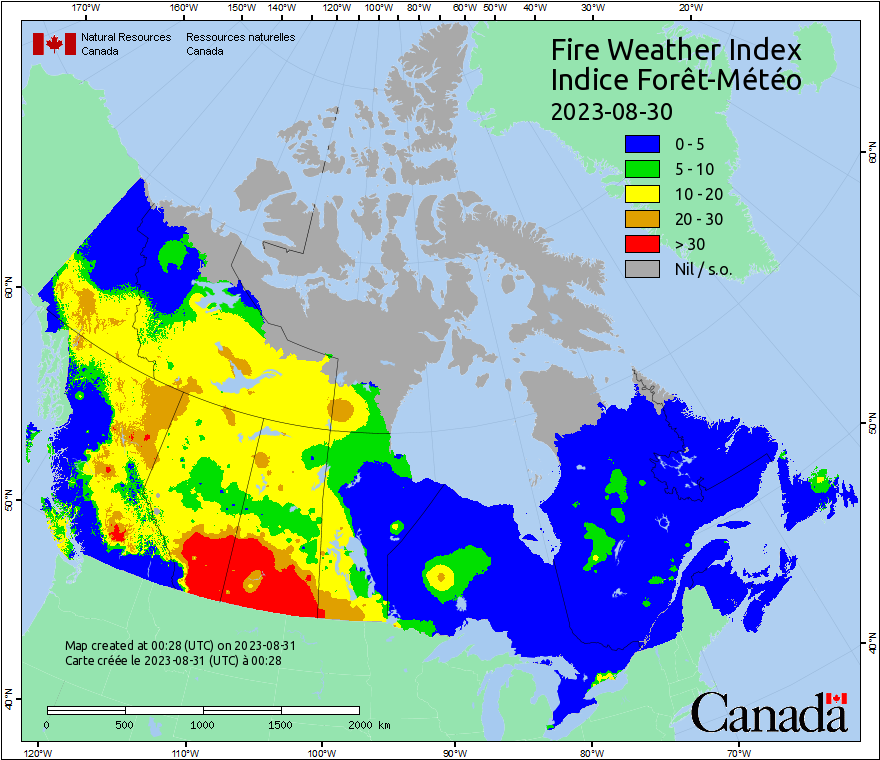 170°W 160°W 150°W 140°W 130°W 120°W 110°W 100°W 90°W 80°W 60°W 50°W 40°W 30°W 20°W
Natural Resources Ressources naturelles
Canada Canada
Fire Weather Index
Indice Forêt-Météo
2023-08-30
0 - 5
5 - 10
10 - 20
20 - 30
> 30
Nil / s.o.
60°N
60°N
50°N
50°N
40°N
40°N
Map created at 00:28 (UTC) on 2023-08-31
Carte créée le 2023-08-31 (UTC) à 00:28
0 500 1000 1500 2000 km
Canada
120°W 110°W 100°W 90°W 80°W 70°W